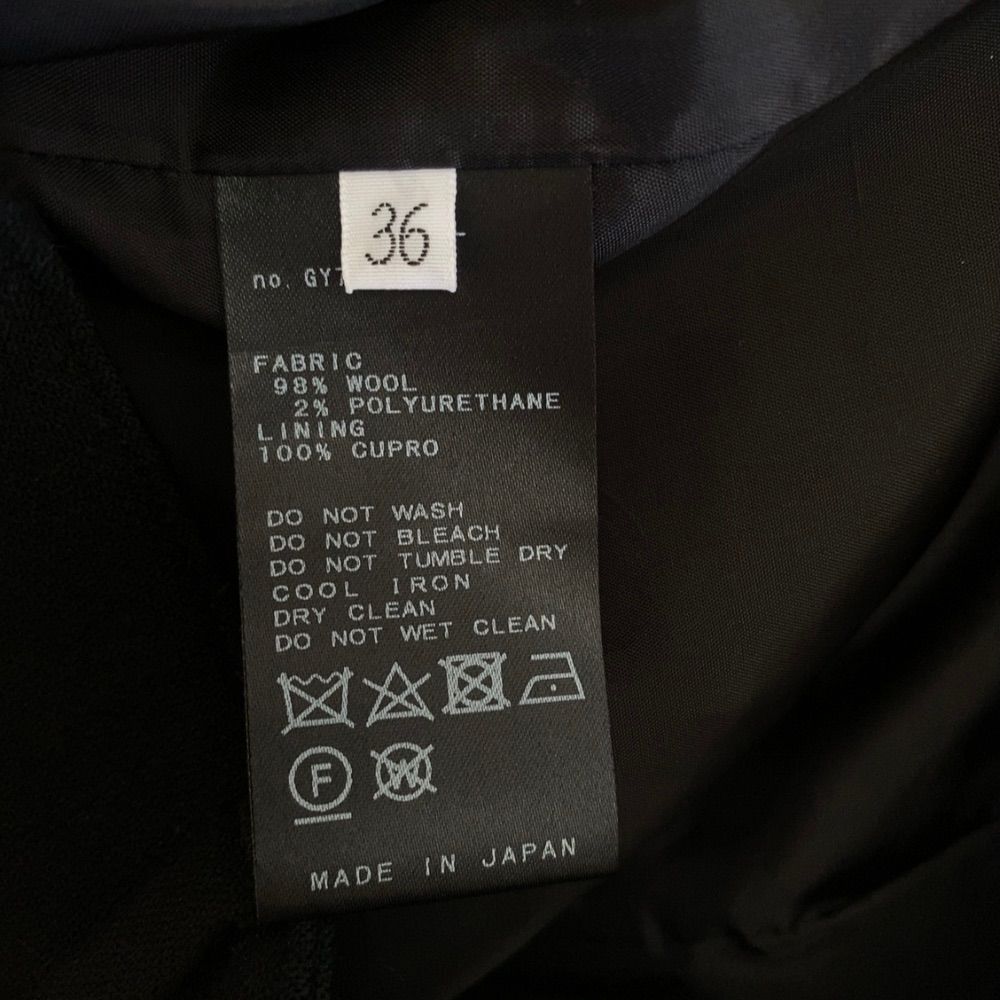 36
no. GY
FABRIC
98% WOOL
2% POLYURETHANE
LINING
100% CUPRO
DO NOT WASH
DO NOT BLEACH
DO NOT TUMBLE DRY
COOL IRON
DRY CLEAN
DO NOT WET CLEAN
F W
MADE IN JAPAN